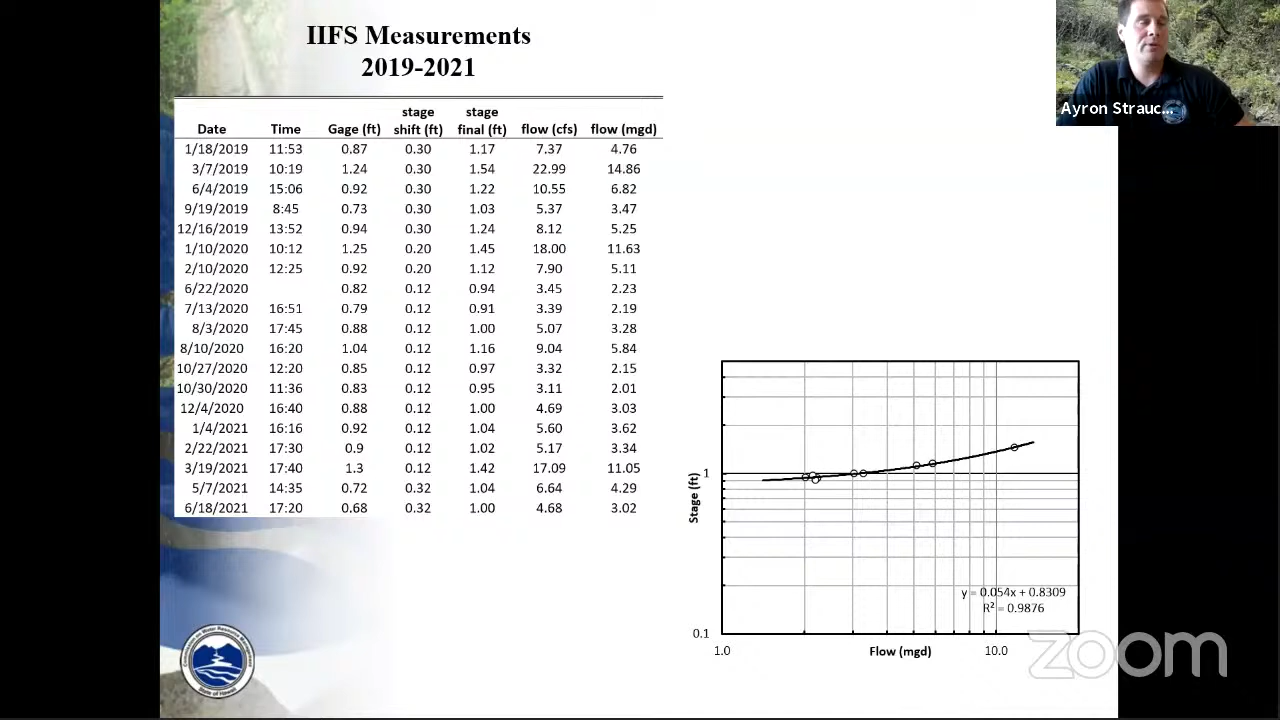 IIFS Measurements
2019-2021
Ayron Strauc...
stage stage
Date Time Gage (ft) shift (ft) final (ft) flow (cfs) flow (mgd)
1/18/2019 11:53 0.87 0.30 1.17 7.37 4.76
3/7/2019 10:19 1.24 0.30 1.54 22.99 14.86
6/4/2019 15:06 0.92 0.30 1.22 10.55 6.82
9/19/2019 8:45 0.73 0.30 1.03 5.37 3.47
12/16/2019 13:52 0.94 0.30 1.24 8.12 5.25
1/10/2020 10:12 1.25 0.20 1.45 18.00 11.63
2/10/2020 12:25 0.92 0.20 1.12 7.90 5.11
6/22/2020 0.82 0.12 0.94 3.45 2.23
7/13/2020 16:51 0.79 0.12 0.91 3.39 2.19
8/3/2020 17:45 0.88 0.12 1.00 5.07 3.28
8/10/2020 16:20 1.04 0.12 1.16 9.04 5.84
10/27/2020 12:20 0.85 0.12 0.97 3.32 2.15
10/30/2020 11:36 0.83 0.12 0.95 3.11 2.01
12/4/2020 16:40 0.88 0.12 1.00 4.69 3.03
1/4/2021 16:16 0.92 0.12 1.04 5.60 3.62
2/22/2021 17:30 0.9 0.12 1.02 5.17 3.34
3/19/2021 17:40 1.3 0.12 1.42 17.09 11.05
5/7/2021 14:35 0.72 0.32 1.04 6.64 4.29
6/18/2021 17:20 0.68 0.32 1.00 4.68 3.02
1
Stage (ft)
y = 0.054x + 0.8309
R² = 0.9876
0.1
1.0 Flow (mgd) 10.0
zoom
Commission on Water Resource Management
State of Hawaii